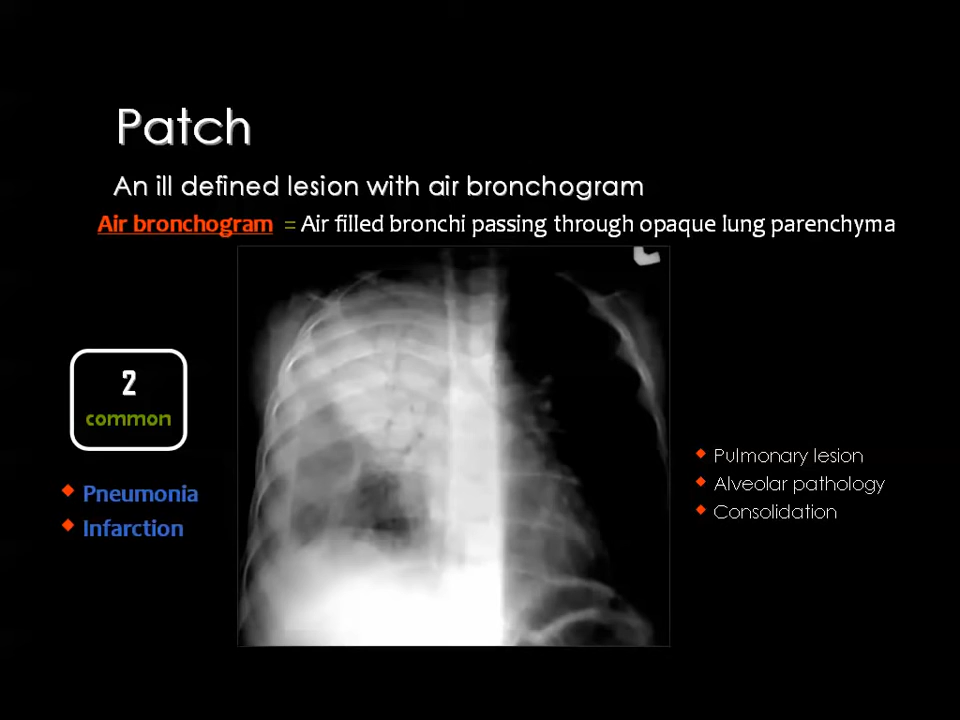 Patch
An ill defined lesion with air bronchogram
Air bronchogram = Air filled bronchi passing through opaque lung parenchyma
L
2
common
Pneumonia
Infarction
Pulmonary lesion
Alveolar pathology
Consolidation